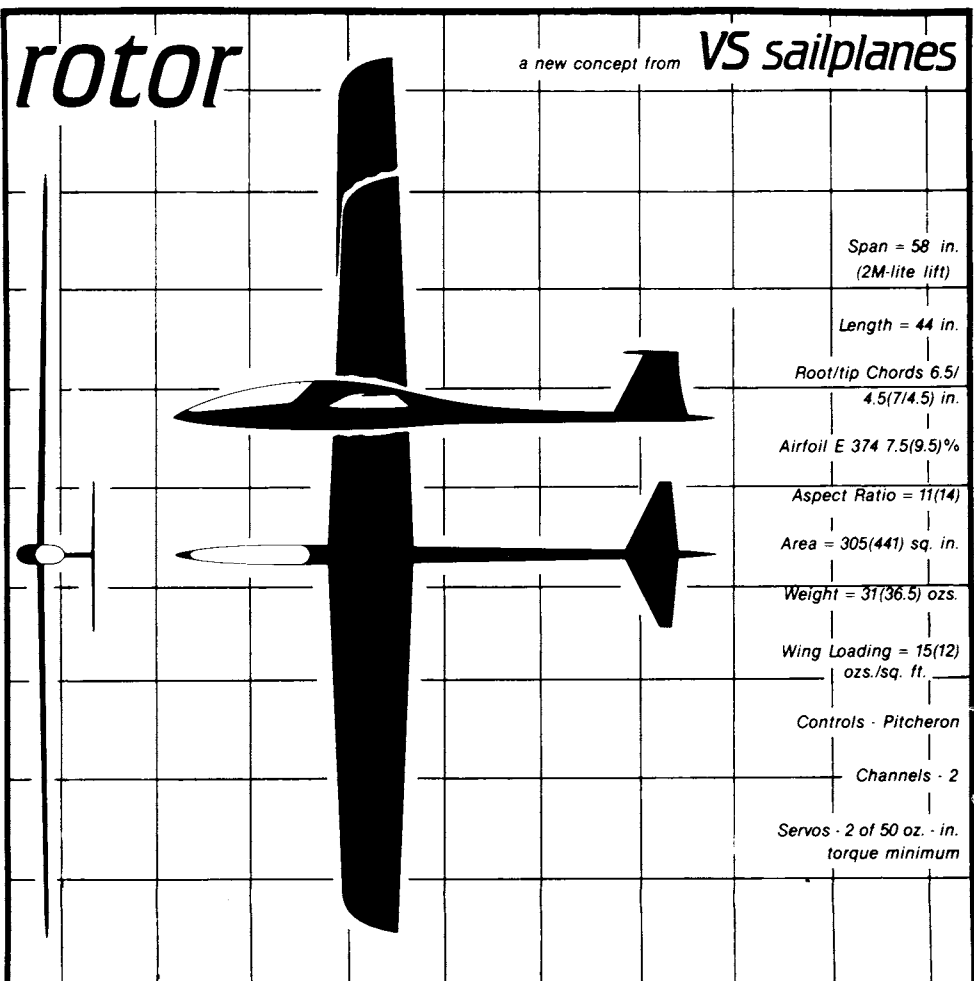 rotor
a new concept from VS sailplanes
Span = 58 in.
(2M-lite lift)
Length = 44 in.
Root/tip Chords 6.5/
4.5(7/4.5) in.
Airfoil E 374 7.5(9.5)%
Aspect Ratio = 11(14)
Area = 305(441) sq. in.
Weight = 31(36.5) ozs.
Wing Loading = 15(12)
ozs./sq. ft.
Controls - Pitcheron
Channels - 2
Servos - 2 of 50 oz. - in.
torque minimum